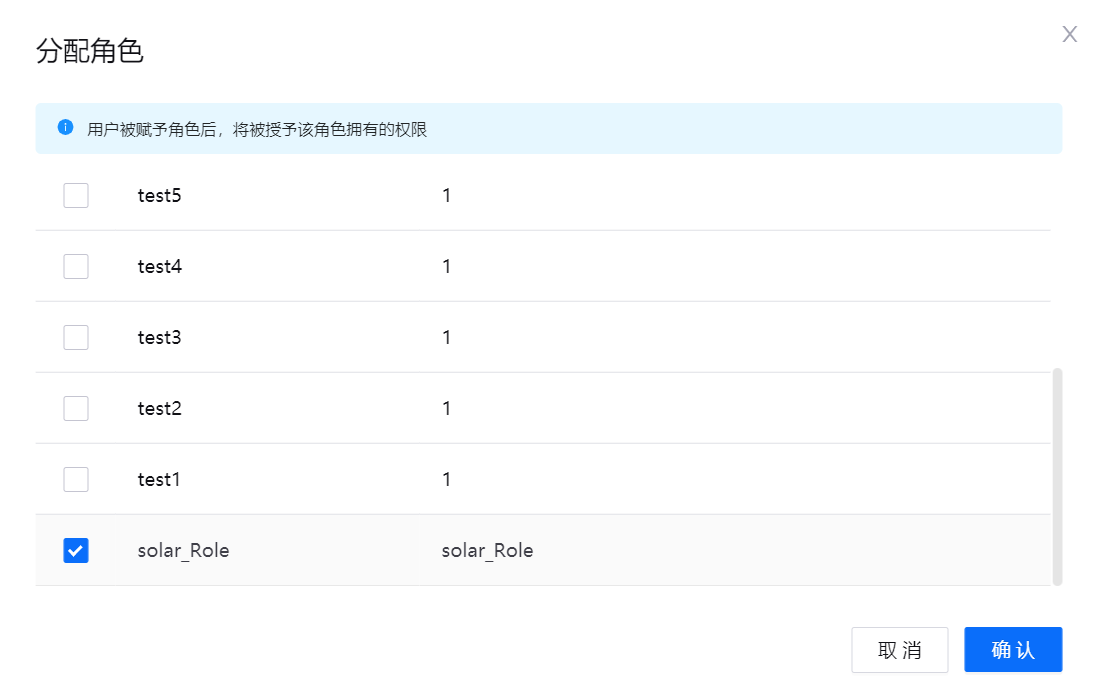 分配角色
X
用户被赋予角色后，将被授予该角色拥有的权限
test5 1
test4 1
test3 1
test2 1
test1 1
solar_Role solar_Role
取消 确认